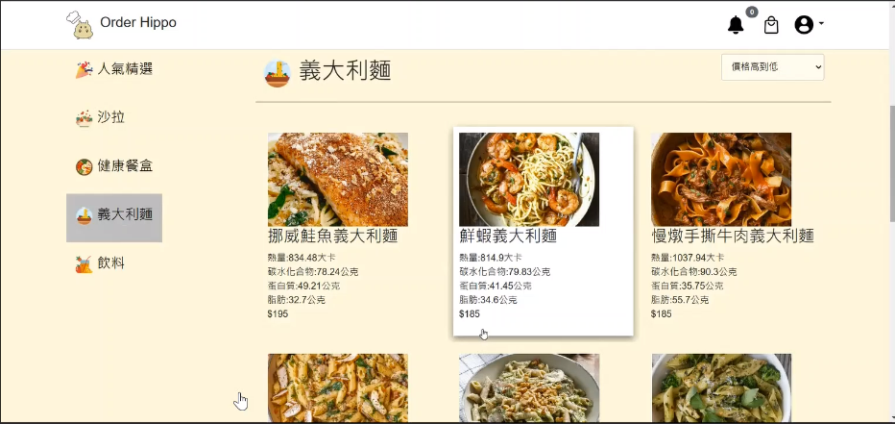 Order Hippo
0
人氣精選
沙拉
健康餐盒
義大利麵
飲料
義大利麵
價格高到低
挪威鮭魚義大利麵
熱量:834.48大卡
碳水化合物:78.24公克
蛋白質:49.21公克
脂肪:32.7公克
$195
鮮蝦義大利麵
熱量:814.9大卡
碳水化合物:79.83公克
蛋白質:41.45公克
脂肪:34.6公克
$185
慢燉手撕牛肉義大利麵
熱量:1037.94大卡
碳水化合物:90.3公克
蛋白質:35.75公克
脂肪:55.7公克
$185